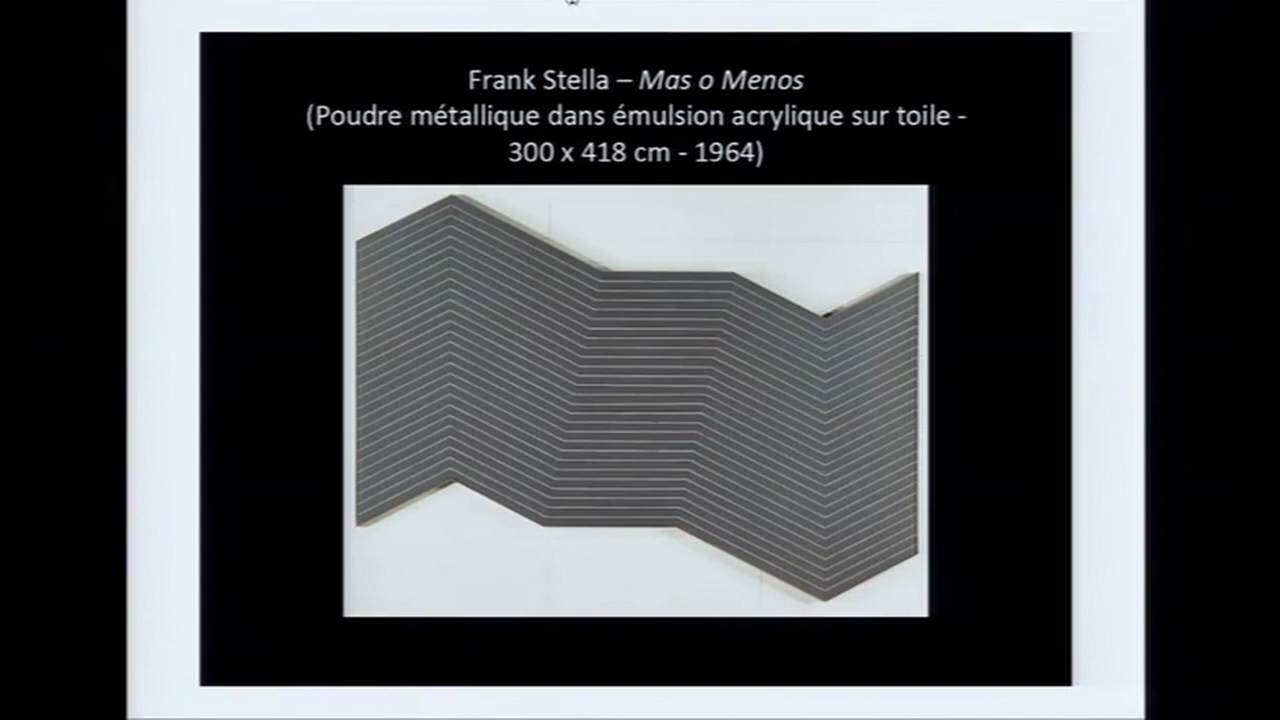 Frank Stella – Mas o Menos
(Poudre métallique dans émulsion acrylique sur toile -
300 x 418 cm - 1964)